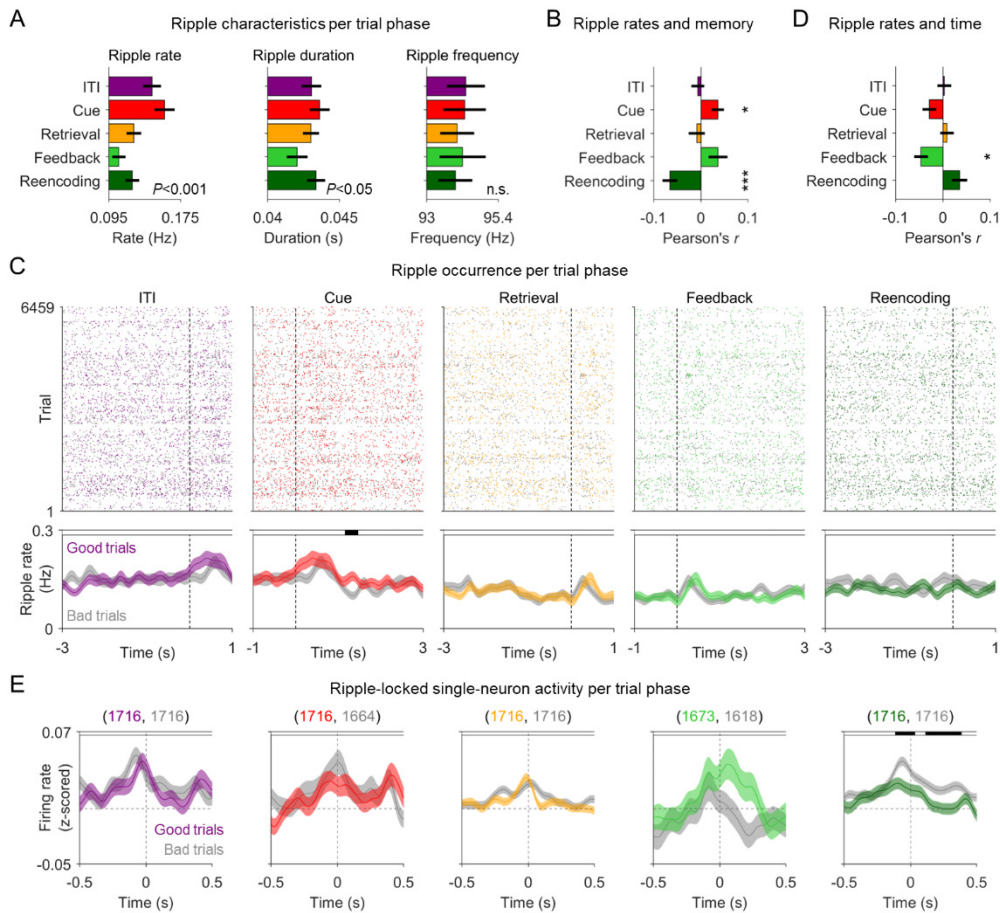 A
Ripple characteristics per trial phase
Ripple rate
Ripple duration
Ripple frequency
ITI
Cue
Retrieval
Feedback
Reencoding
P<0.001
P<0.05
n.s.
0.095
0.175
0.04
0.045
93
95.4
Rate (Hz)
Duration (s)
Frequency (Hz)
B
Ripple rates and memory
ITI
Cue
Retrieval
Feedback
Reencoding
*
***
-0.1
0
0.1
Pearson's r
D
Ripple rates and time
ITI
Cue
Retrieval
Feedback
Reencoding
*
-0.1
0
0.1
Pearson's r
C
Ripple occurrence per trial phase
ITI
Cue
Retrieval
Feedback
Reencoding
6459
Trial
1
0.3
Ripple rate
(Hz)
0
Good trials
Bad trials
-3
1
-1
3
-3
1
-1
3
-3
1
Time (s)
Time (s)
Time (s)
Time (s)
Time (s)
E
Ripple-locked single-neuron activity per trial phase
(1716, 1716)
(1716, 1664)
(1716, 1716)
(1673, 1618)
(1716, 1716)
0.07
Firing rate
(z-scored)
-0.05
Good trials
Bad trials
-0.5
0
0.5
-0.5
0
0.5
-0.5
0
0.5
-0.5
0
0.5
-0.5
0
0.5
Time (s)
Time (s)
Time (s)
Time (s)
Time (s)